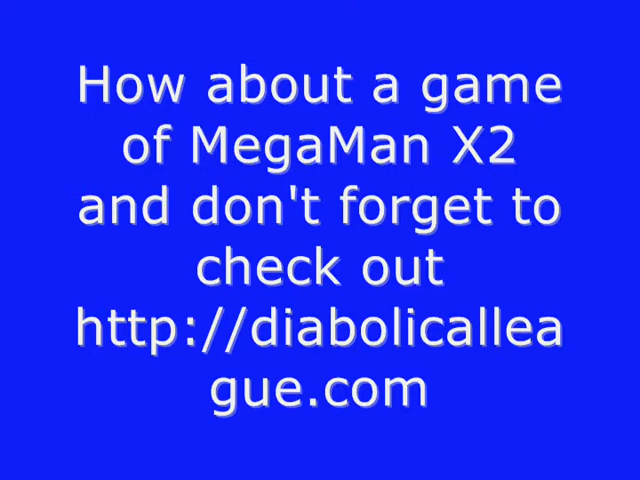 How about a game
of MegaMan X2
and don't forget to
check out
http://diabolicallea
gue.com